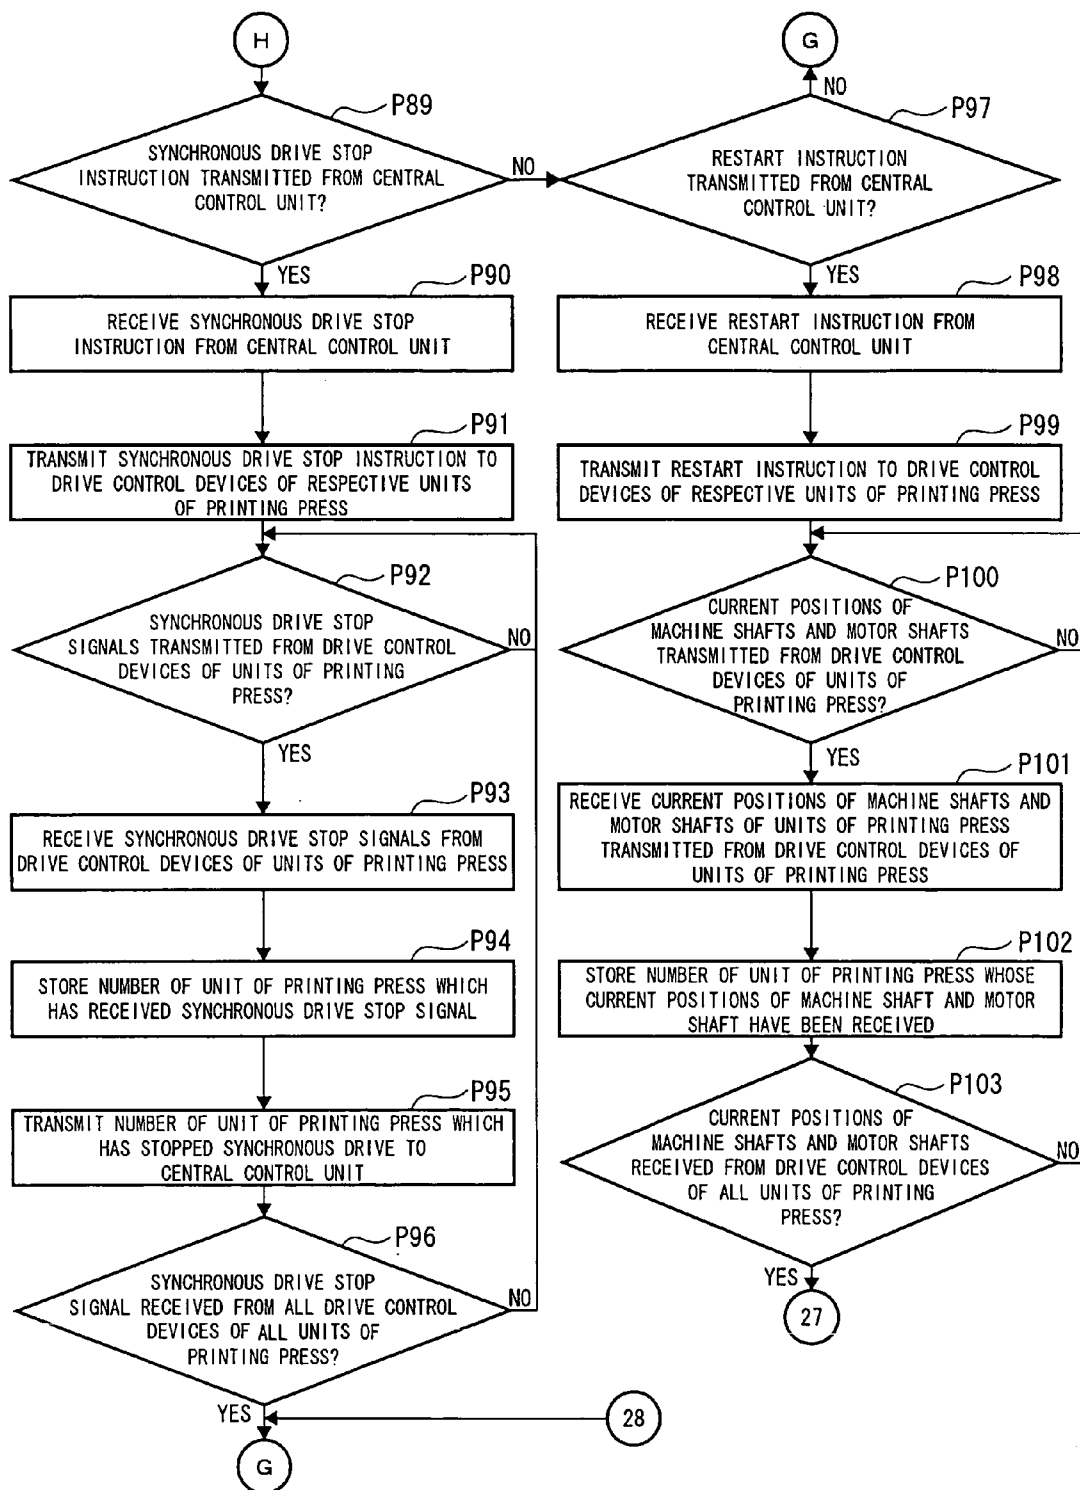 H
P89
SYNCHRONOUS DRIVE STOP
INSTRUCTION TRANSMITTED FROM CENTRAL
CONTROL UNIT?
NO
YES
P90
RECEIVE SYNCHRONOUS DRIVE STOP
INSTRUCTION FROM CENTRAL CONTROL UNIT
P91
TRANSMIT SYNCHRONOUS DRIVE STOP INSTRUCTION TO
DRIVE CONTROL DEVICES OF RESPECTIVE UNITS
OF PRINTING PRESS
P92
SYNCHRONOUS DRIVE STOP
SIGNALS TRANSMITTED FROM DRIVE CONTROL
DEVICES OF UNITS OF PRINTING
PRESS?
NO
YES
P93
RECEIVE SYNCHRONOUS DRIVE STOP SIGNALS FROM
DRIVE CONTROL DEVICES OF UNITS OF PRINTING PRESS
P94
STORE NUMBER OF UNIT OF PRINTING PRESS WHICH
HAS RECEIVED SYNCHRONOUS DRIVE STOP SIGNAL
P95
TRANSMIT NUMBER OF UNIT OF PRINTING PRESS WHICH
HAS STOPPED SYNCHRONOUS DRIVE TO
CENTRAL CONTROL UNIT
P96
SYNCHRONOUS DRIVE STOP
SIGNAL RECEIVED FROM ALL DRIVE CONTROL
DEVICES OF ALL UNITS OF
PRINTING PRESS?
NO
YES
28
G
G
NO
P97
RESTART INSTRUCTION
TRANSMITTED FROM CENTRAL
CONTROL UNIT?
YES
P98
RECEIVE RESTART INSTRUCTION FROM
CENTRAL CONTROL UNIT
P99
TRANSMIT RESTART INSTRUCTION TO DRIVE CONTROL
DEVICES OF RESPECTIVE UNITS OF PRINTING PRESS
P100
CURRENT POSITIONS OF
MACHINE SHAFTS AND MOTOR SHAFTS
TRANSMITTED FROM DRIVE CONTROL
DEVICES OF UNITS OF
PRINTING PRESS?
NO
YES
P101
RECEIVE CURRENT POSITIONS OF MACHINE SHAFTS AND
MOTOR SHAFTS OF UNITS OF PRINTING PRESS
TRANSMITTED FROM DRIVE CONTROL DEVICES OF
UNITS OF PRINTING PRESS
P102
STORE NUMBER OF UNIT OF PRINTING PRESS WHOSE
CURRENT POSITIONS OF MACHINE SHAFT AND MOTOR
SHAFT HAVE BEEN RECEIVED
P103
CURRENT POSITIONS OF
MACHINE SHAFTS AND MOTOR SHAFTS
RECEIVED FROM DRIVE CONTROL DEVICES
OF ALL UNITS OF PRINTING
PRESS?
NO
YES
27